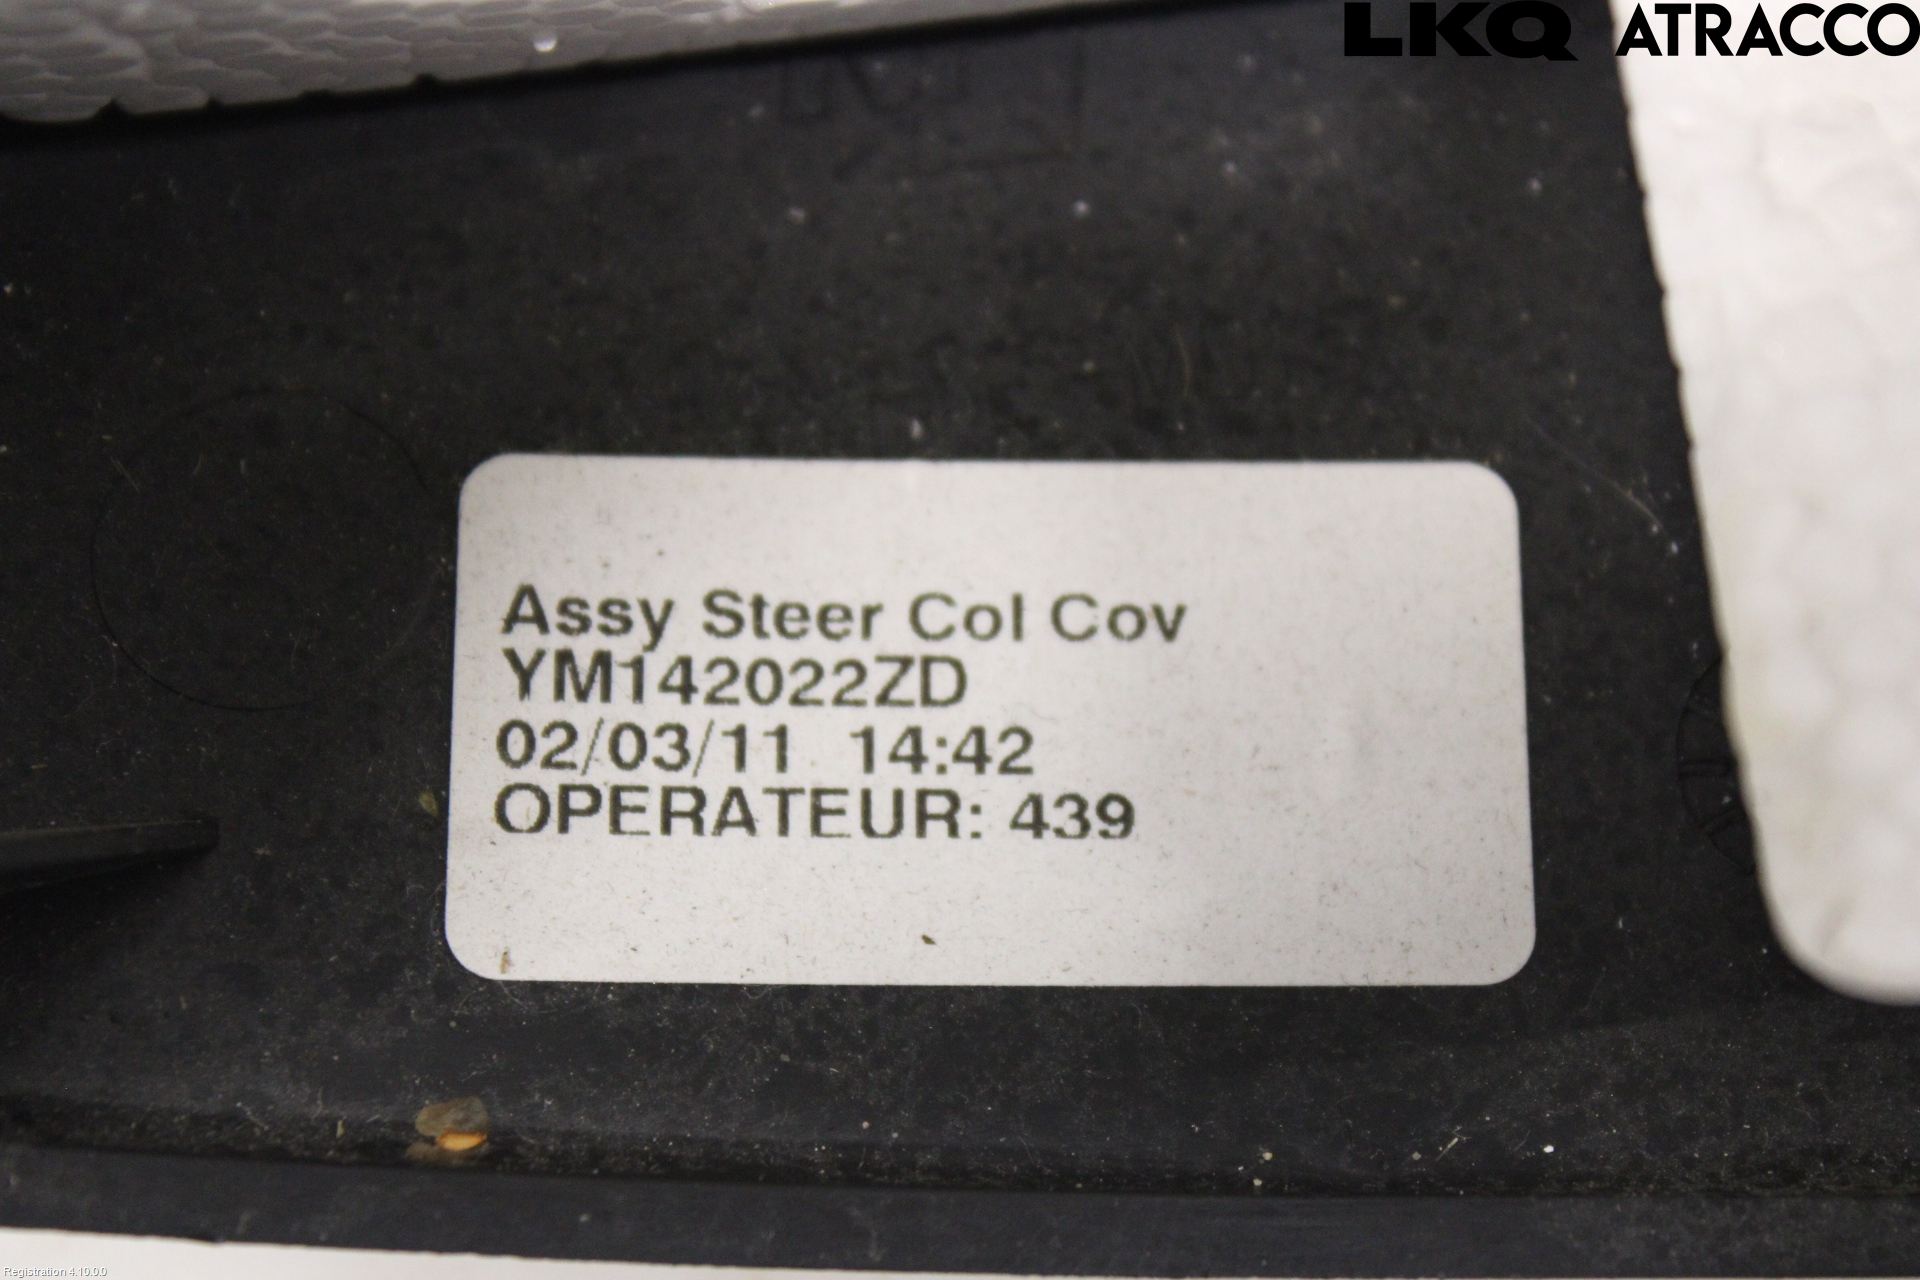 LKQ ATRACCO
Assy Steer Col Cov
YM142022ZD
02/03/11 14:42
OPERATEUR: 439
Registration 4.10.0.0